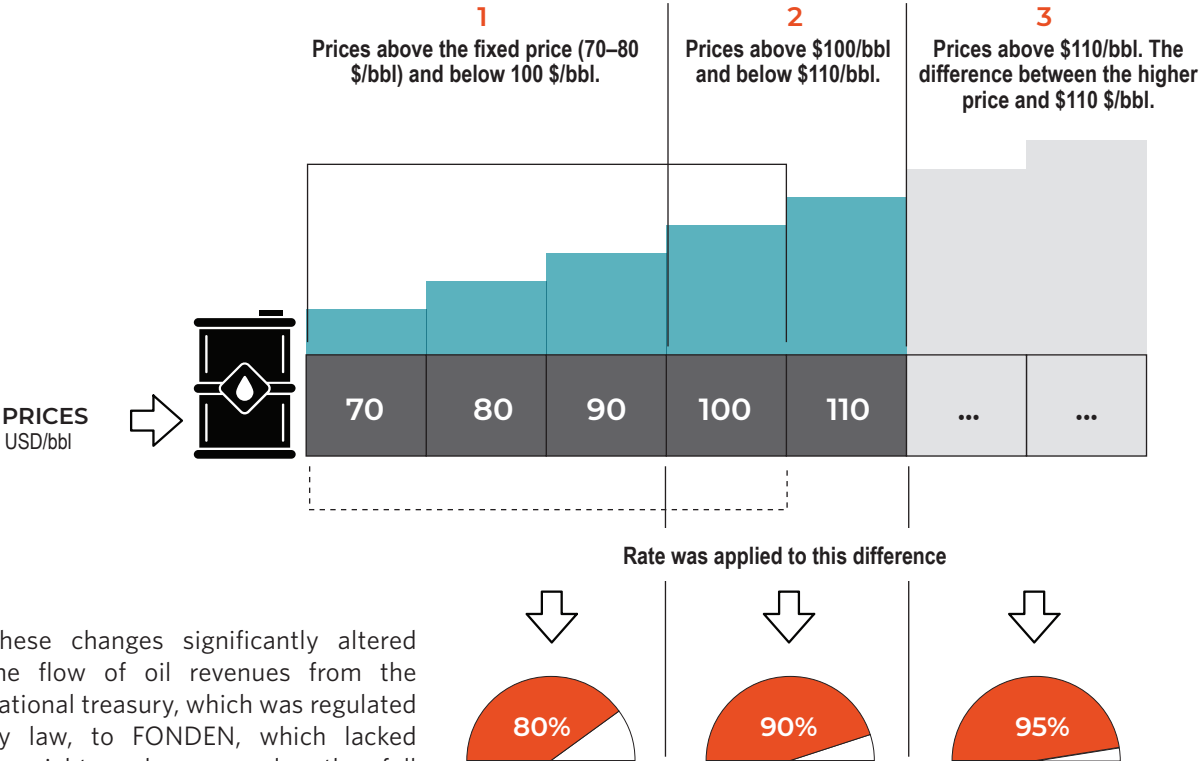 1
Prices above the fixed price (70–80
$/bbl) and below 100 $/bbl.
2
Prices above $100/bbl
and below $110/bbl.
3
Prices above $110/bbl. The
difference between the higher
price and $110 $/bbl.
PRICES
USD/bbl
70
80
90
100
110
...
...
Rate was applied to this difference
80%
90%
95%
hese changes significantly altered
he flow of oil revenues from the
ational treasury, which was regulated
y law, to FONDEN, which lacked